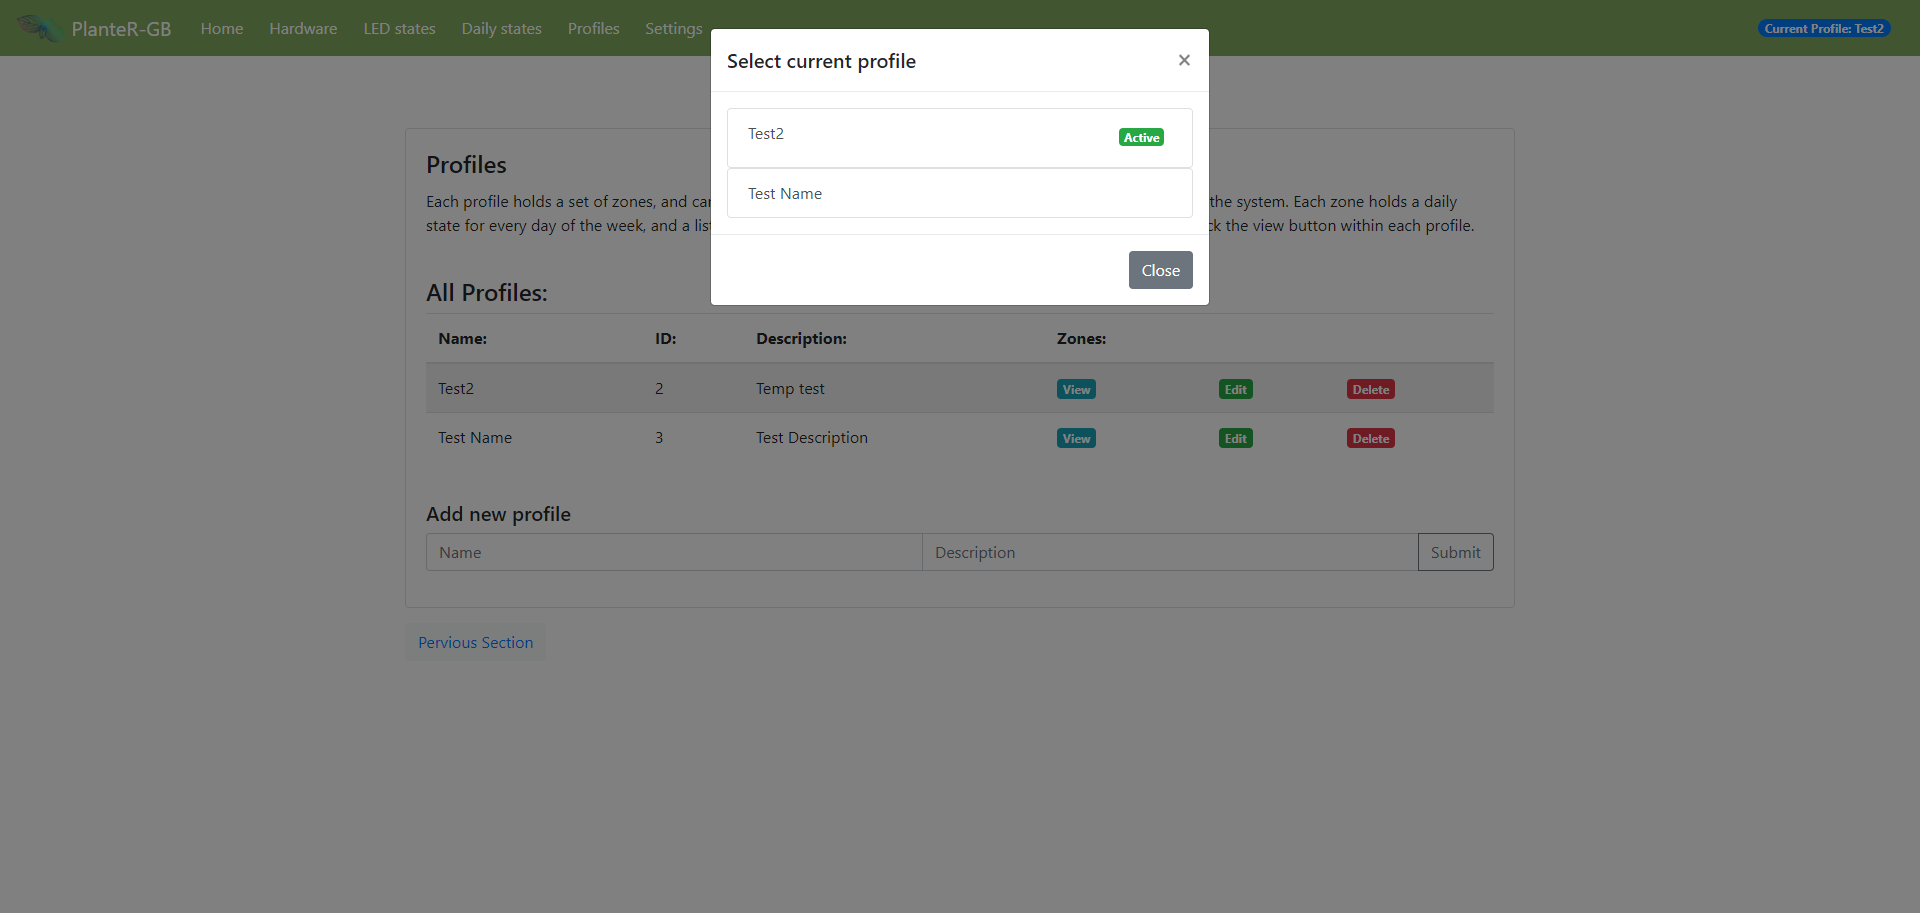 PlanteR-GB Home Hardware LED states Daily states Profiles Settings Current Profile: Test2
Select current profile ×
Test2 Active
Test Name
Close
Profiles
Each profile holds a set of zones, and the system. Each zone holds a daily
state for every day of the week, and a the view button within each profile.
All Profiles:
Name: ID: Description: Zones:
Test2 2 Temp test View Edit Delete
Test Name 3 Test Description View Edit Delete
Add new profile
Name Description Submit
Pervious Section